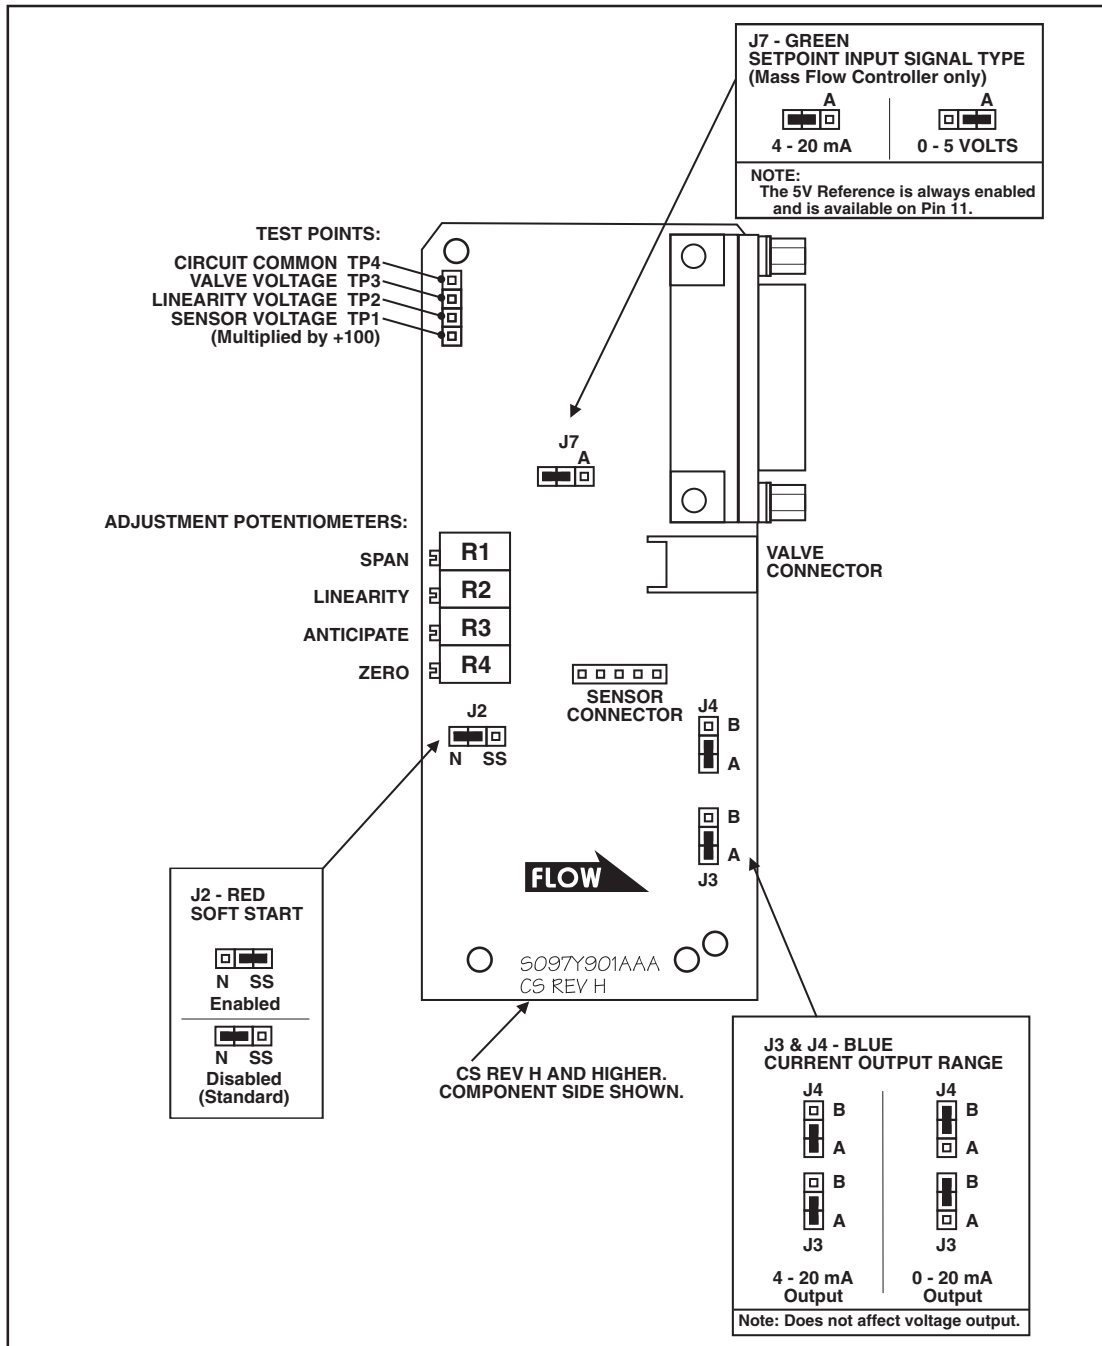 J7 - GREEN
SETPOINT INPUT SIGNAL TYPE
(Mass Flow Controller only)
A
4 - 20 mA
A
0 - 5 VOLTS
NOTE:
The 5V Reference is always enabled
and is available on Pin 11.
TEST POINTS:
CIRCUIT COMMON TP4
VALVE VOLTAGE TP3
LINEARITY VOLTAGE TP2
SENSOR VOLTAGE TP1
(Multiplied by +100)
J7
A
ADJUSTMENT POTENTIOMETERS:
SPAN R1
LINEARITY R2
ANTICIPATE R3
ZERO R4
VALVE
CONNECTOR
SENSOR
CONNECTOR
J2
N SS
J4
B
A
B
A
J3
FLOW
S097Y901AAA
CS REV H
J2 - RED
SOFT START
N SS
Enabled
N SS
Disabled
(Standard)
CS REV H AND HIGHER.
COMPONENT SIDE SHOWN.
J3 & J4 - BLUE
CURRENT OUTPUT RANGE
J4
B
A
B
A
J3
4 - 20 mA
Output
J4
B
A
B
A
J3
0 - 20 mA
Output
Note: Does not affect voltage output.